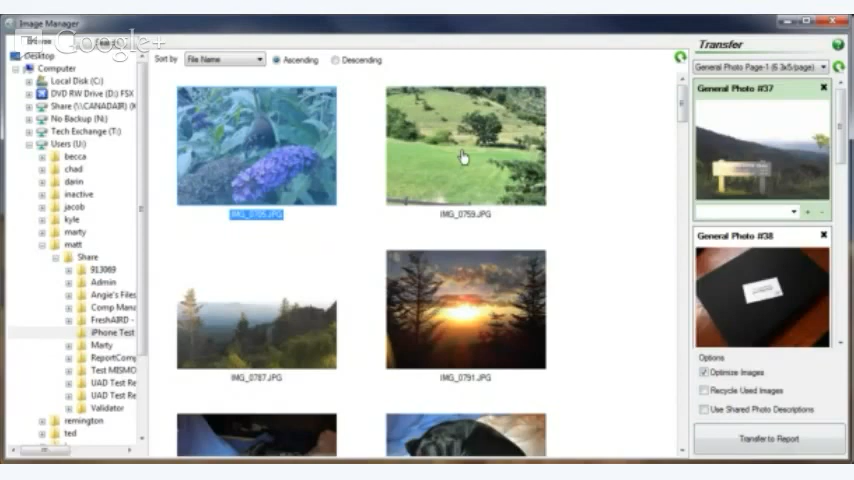 Image Manager
Google+
Desktop
Computer
Local Disk (C:)
DVD RW Drive (D:) FSX
Share (\\CANADAIR) (
No Backup (N:)
Tech Exchange (T:)
Users (U:)
becca
chad
darin
inactive
jacob
kyle
marty
matt
Share
913089
Admin
Angie's Files
Comp Mana
FreshAIRD -
iPhone Test
Marty
ReportComp
Test MISMO
UAD Test Re
UAD Test Re
Validator
remington
ted
Sort by File Name Ascending Descending
IMG_0705.JPG
IMG_0759.JPG
IMG_0787.JPG
IMG_0791.JPG
Transfer
General Photo Page-1 (6 3x5/page)
General Photo #37
General Photo #38
Options
Optimize Images
Recycle Used Images
Use Shared Photo Descriptions
Transfer to Report